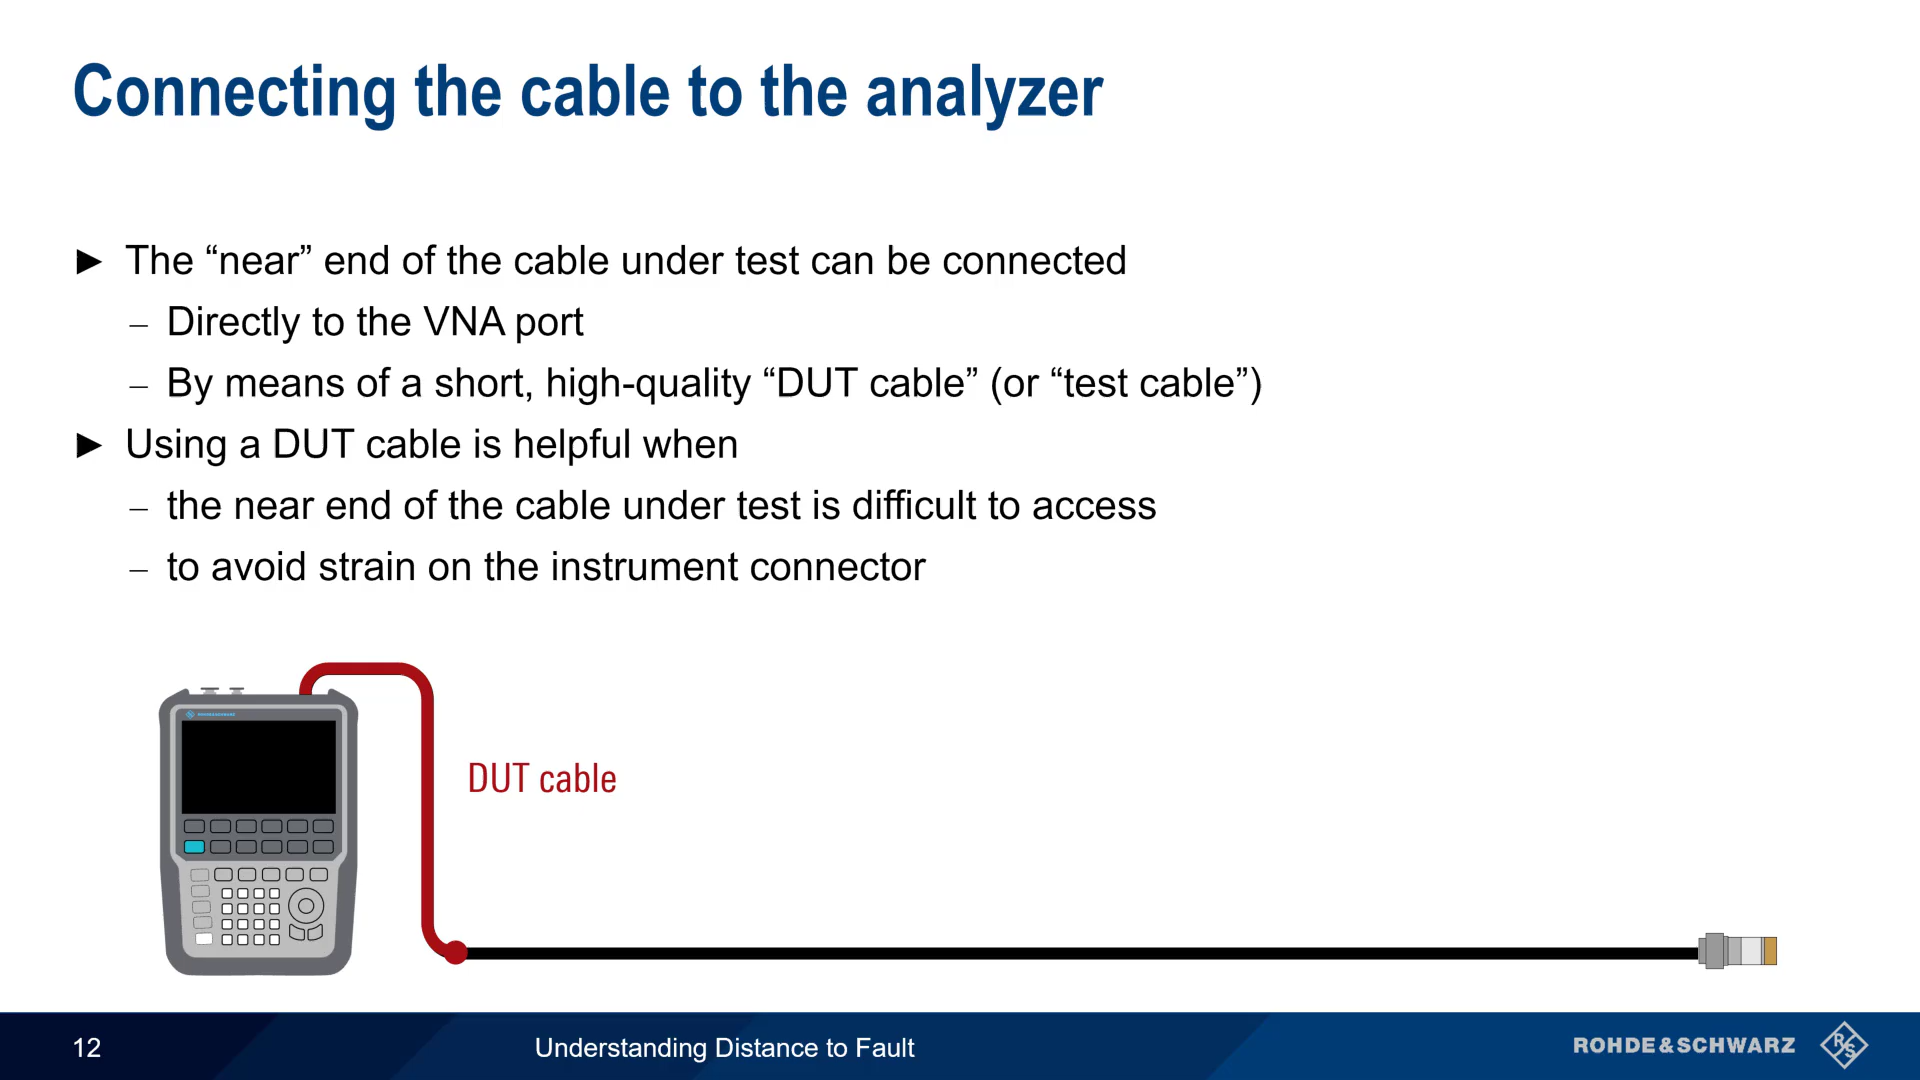 Connecting the cable to the analyzer
► The “near” end of the cable under test can be connected
– Directly to the VNA port
– By means of a short, high-quality “DUT cable” (or “test cable”)
► Using a DUT cable is helpful when
– the near end of the cable under test is difficult to access
– to avoid strain on the instrument connector
ROHDE&SCHWARZ
DUT cable
12
Understanding Distance to Fault
ROHDE&SCHWARZ
R&S